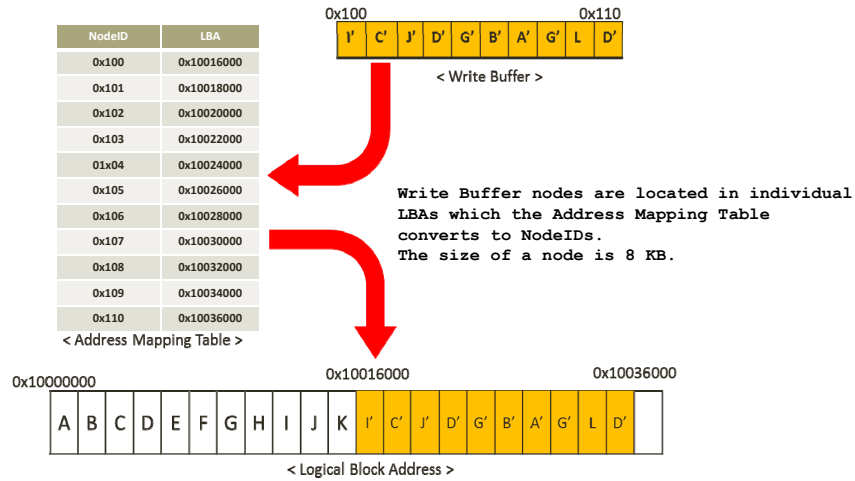 0x100 0x110
I' C' J' D' G' B' A' G' L D'
< Write Buffer >
NodeID LBA
0x100 0x10016000
0x101 0x10018000
0x102 0x10020000
0x103 0x10022000
01x04 0x10024000
0x105 0x10026000
0x106 0x10028000
0x107 0x10030000
0x108 0x10032000
0x109 0x10034000
0x110 0x10036000
< Address Mapping Table >
Write Buffer nodes are located in individual
LBAs which the Address Mapping Table
converts to NodeIDs.
The size of a node is 8 KB.
0x10000000 0x10016000 0x10036000
A B C D E F G H I J K I' C' J' D' G' B' A' G' L D'
< Logical Block Address >